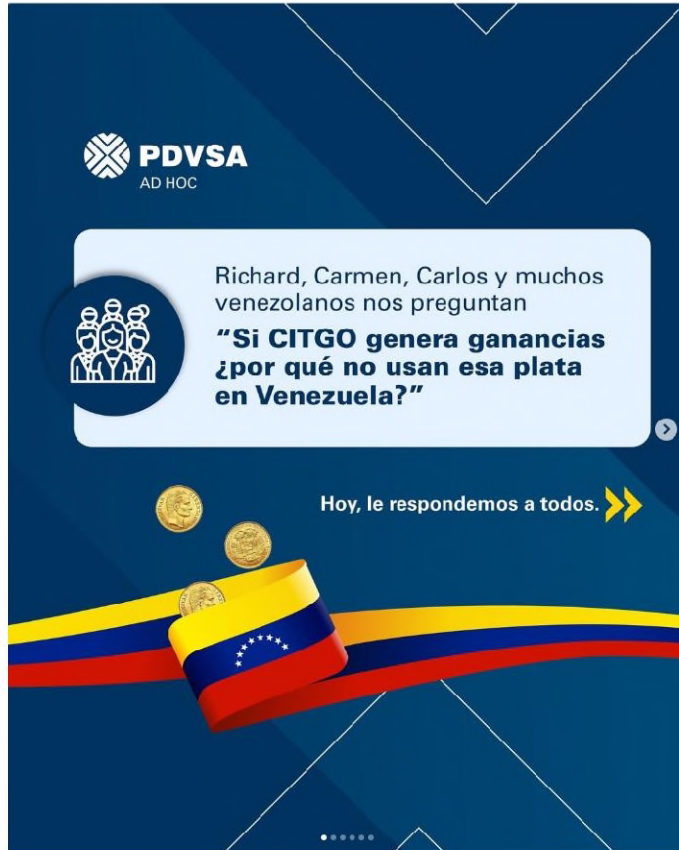 PDVSA
AD HOC
Richard, Carmen, Carlos y muchos
venezolanos nos preguntan
“Si CITGO genera ganancias
¿por qué no usan esa plata
en Venezuela?”
Hoy, le respondemos a todos.